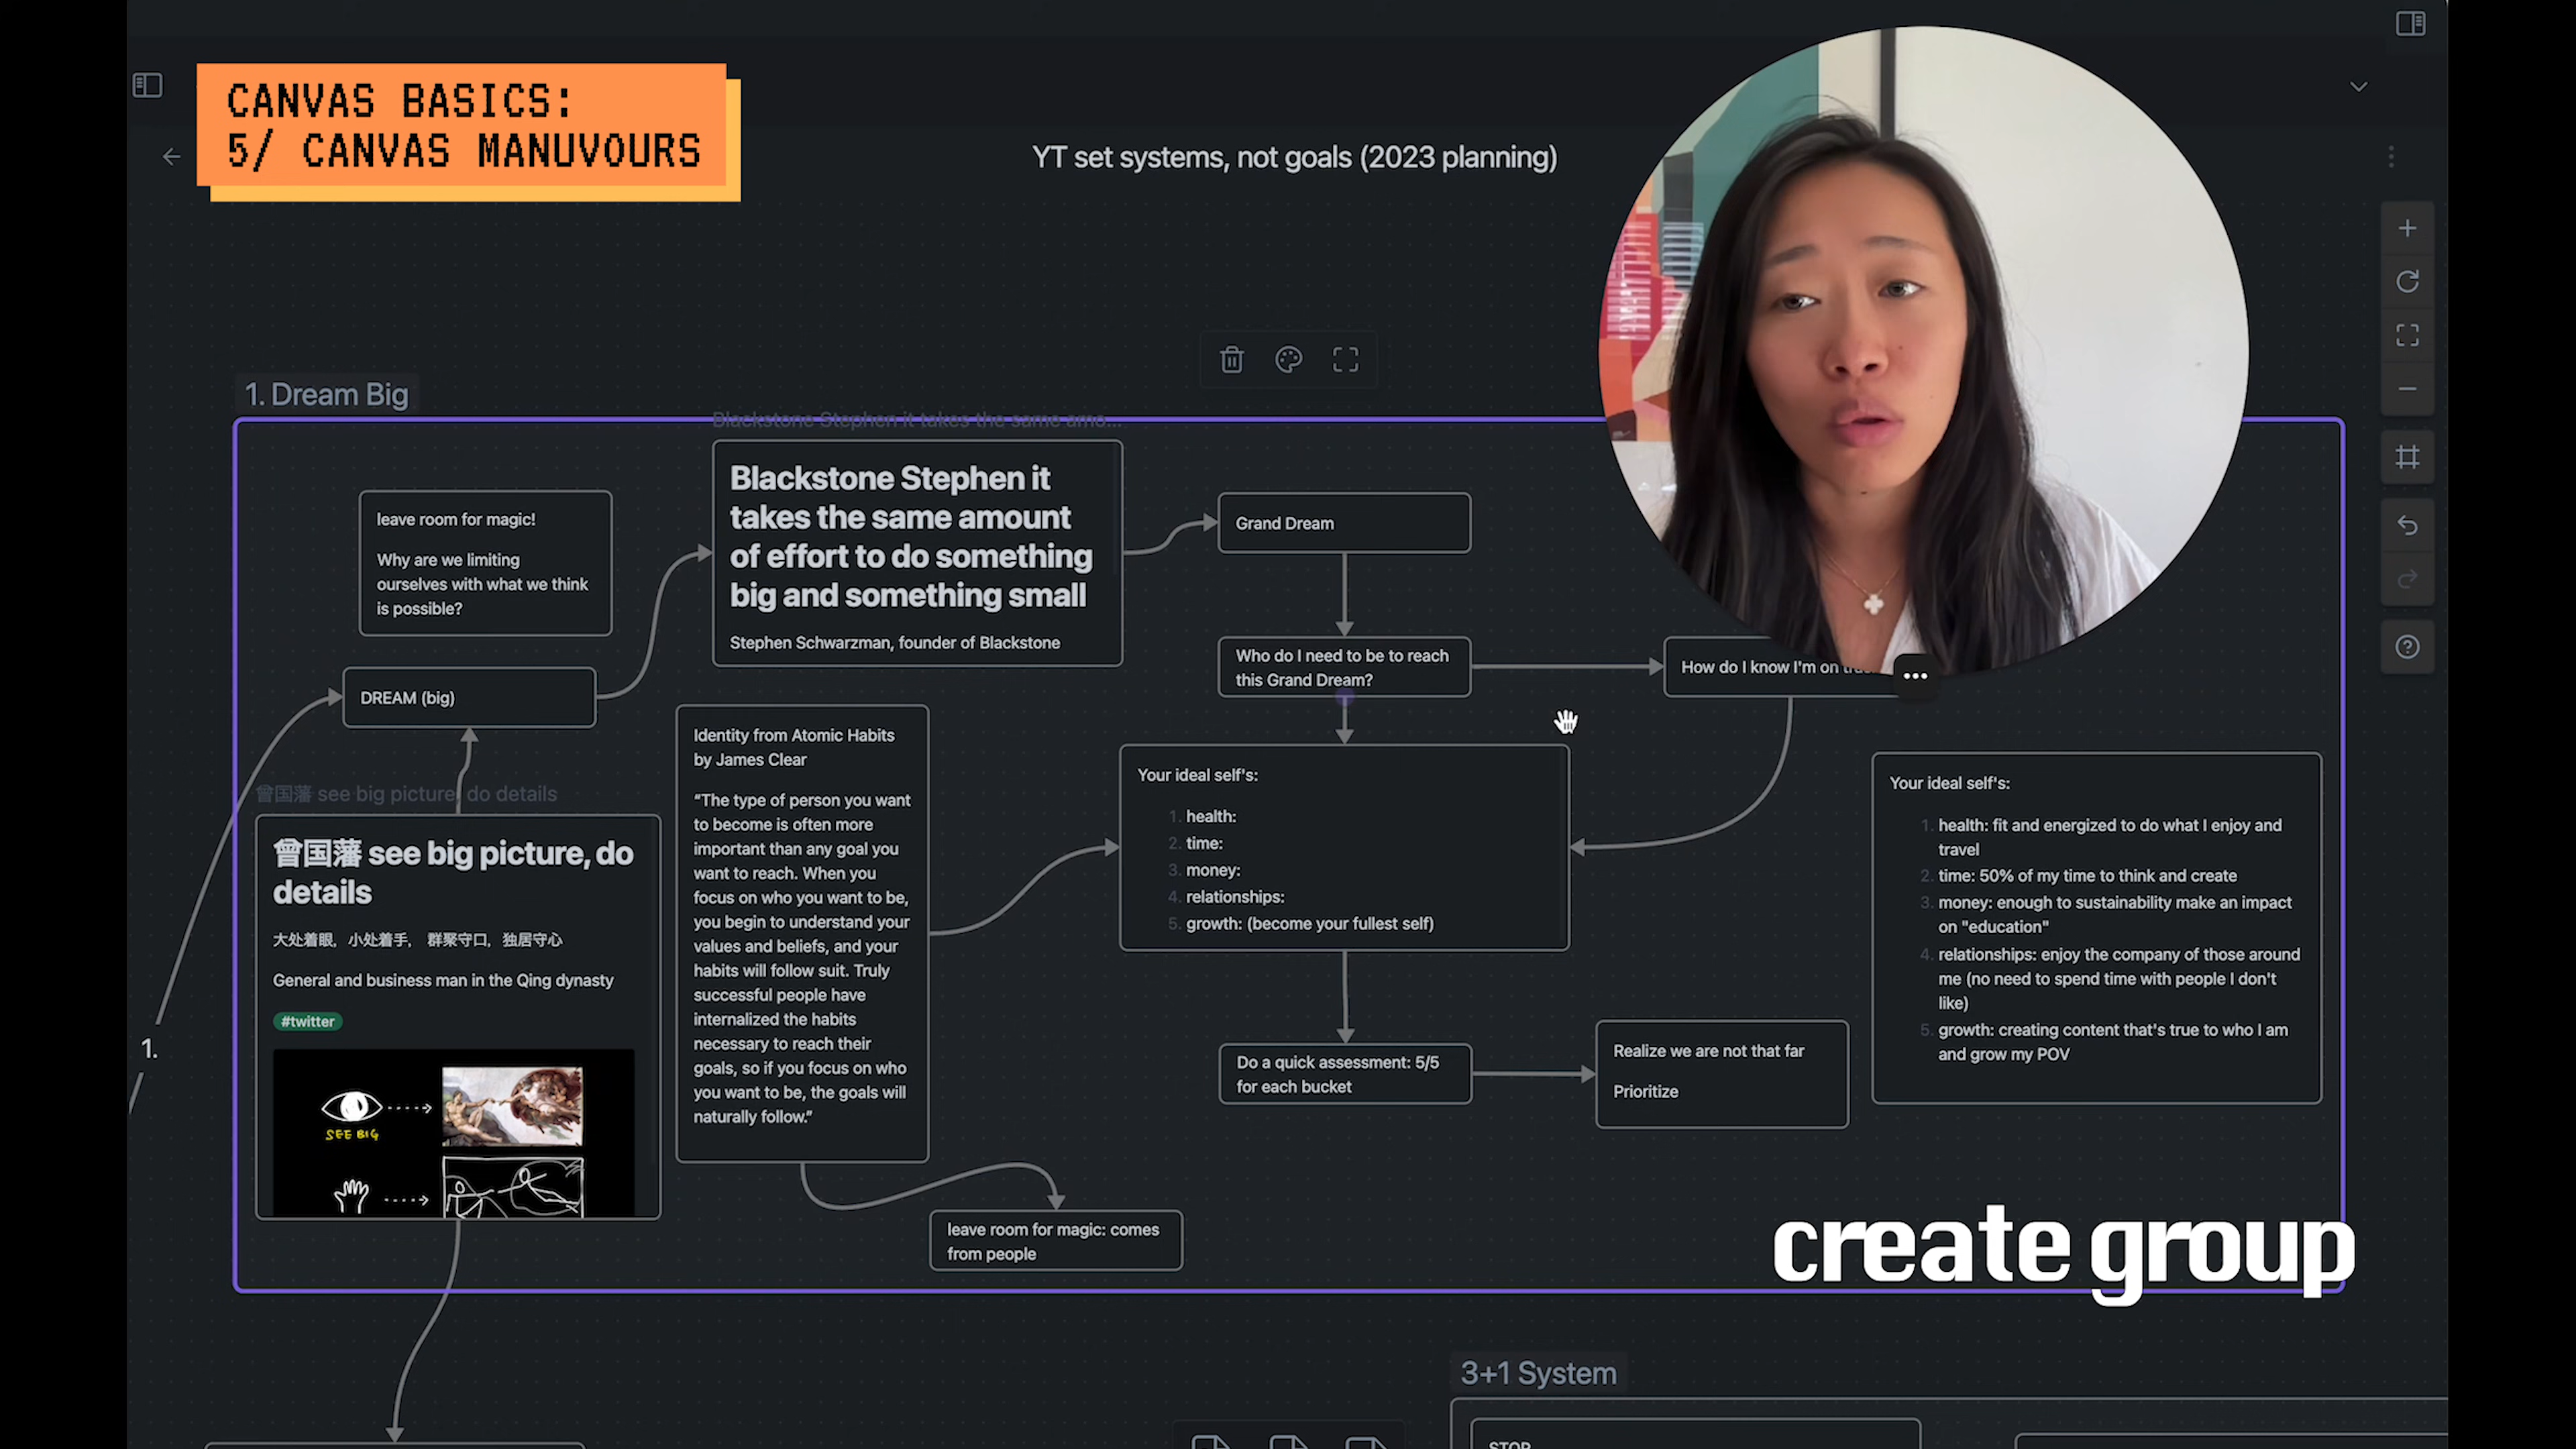 CANVAS BASICS:
5/ CANVAS MANUVOURS
YT set systems, not goals (2023 planning)
1. Dream Big
Blackstone Stephen it takes the same amo...
leave room for magic!
Why are we limiting
ourselves with what we think
is possible?
Blackstone Stephen it
takes the same amount
of effort to do something
big and something small
Stephen Schwarzman, founder of Blackstone
Grand Dream
Who do I need to be to reach
this Grand Dream?
How do I know I'm on
DREAM (big)
Identity from Atomic Habits
by James Clear
“The type of person you want
to become is often more
important than any goal you
want to reach. When you
focus on who you want to be,
you begin to understand your
values and beliefs, and your
habits will follow suit. Truly
successful people have
internalized the habits
necessary to reach their
goals, so if you focus on who
you want to be, the goals will
naturally follow.”
曾国藩 see big picture, do details
曾国藩 see big picture, do
details
大处着眼，小处着手，群聚守口，独居守心
General and business man in the Qing dynasty
#twitter
SEE BIG
1.
Your ideal self's:
1. health:
2. time:
3. money:
4. relationships:
5. growth: (become your fullest self)
Your ideal self's:
1. health: fit and energized to do what I enjoy and
travel
2. time: 50% of my time to think and create
3. money: enough to sustainability make an impact
on "education"
4. relationships: enjoy the company of those around
me (no need to spend time with people I don't
like)
5. growth: creating content that's true to who I am
and grow my POV
Do a quick assessment: 5/5
for each bucket
Realize we are not that far
Prioritize
leave room for magic: comes
from people
create group
3+1 System
STOP